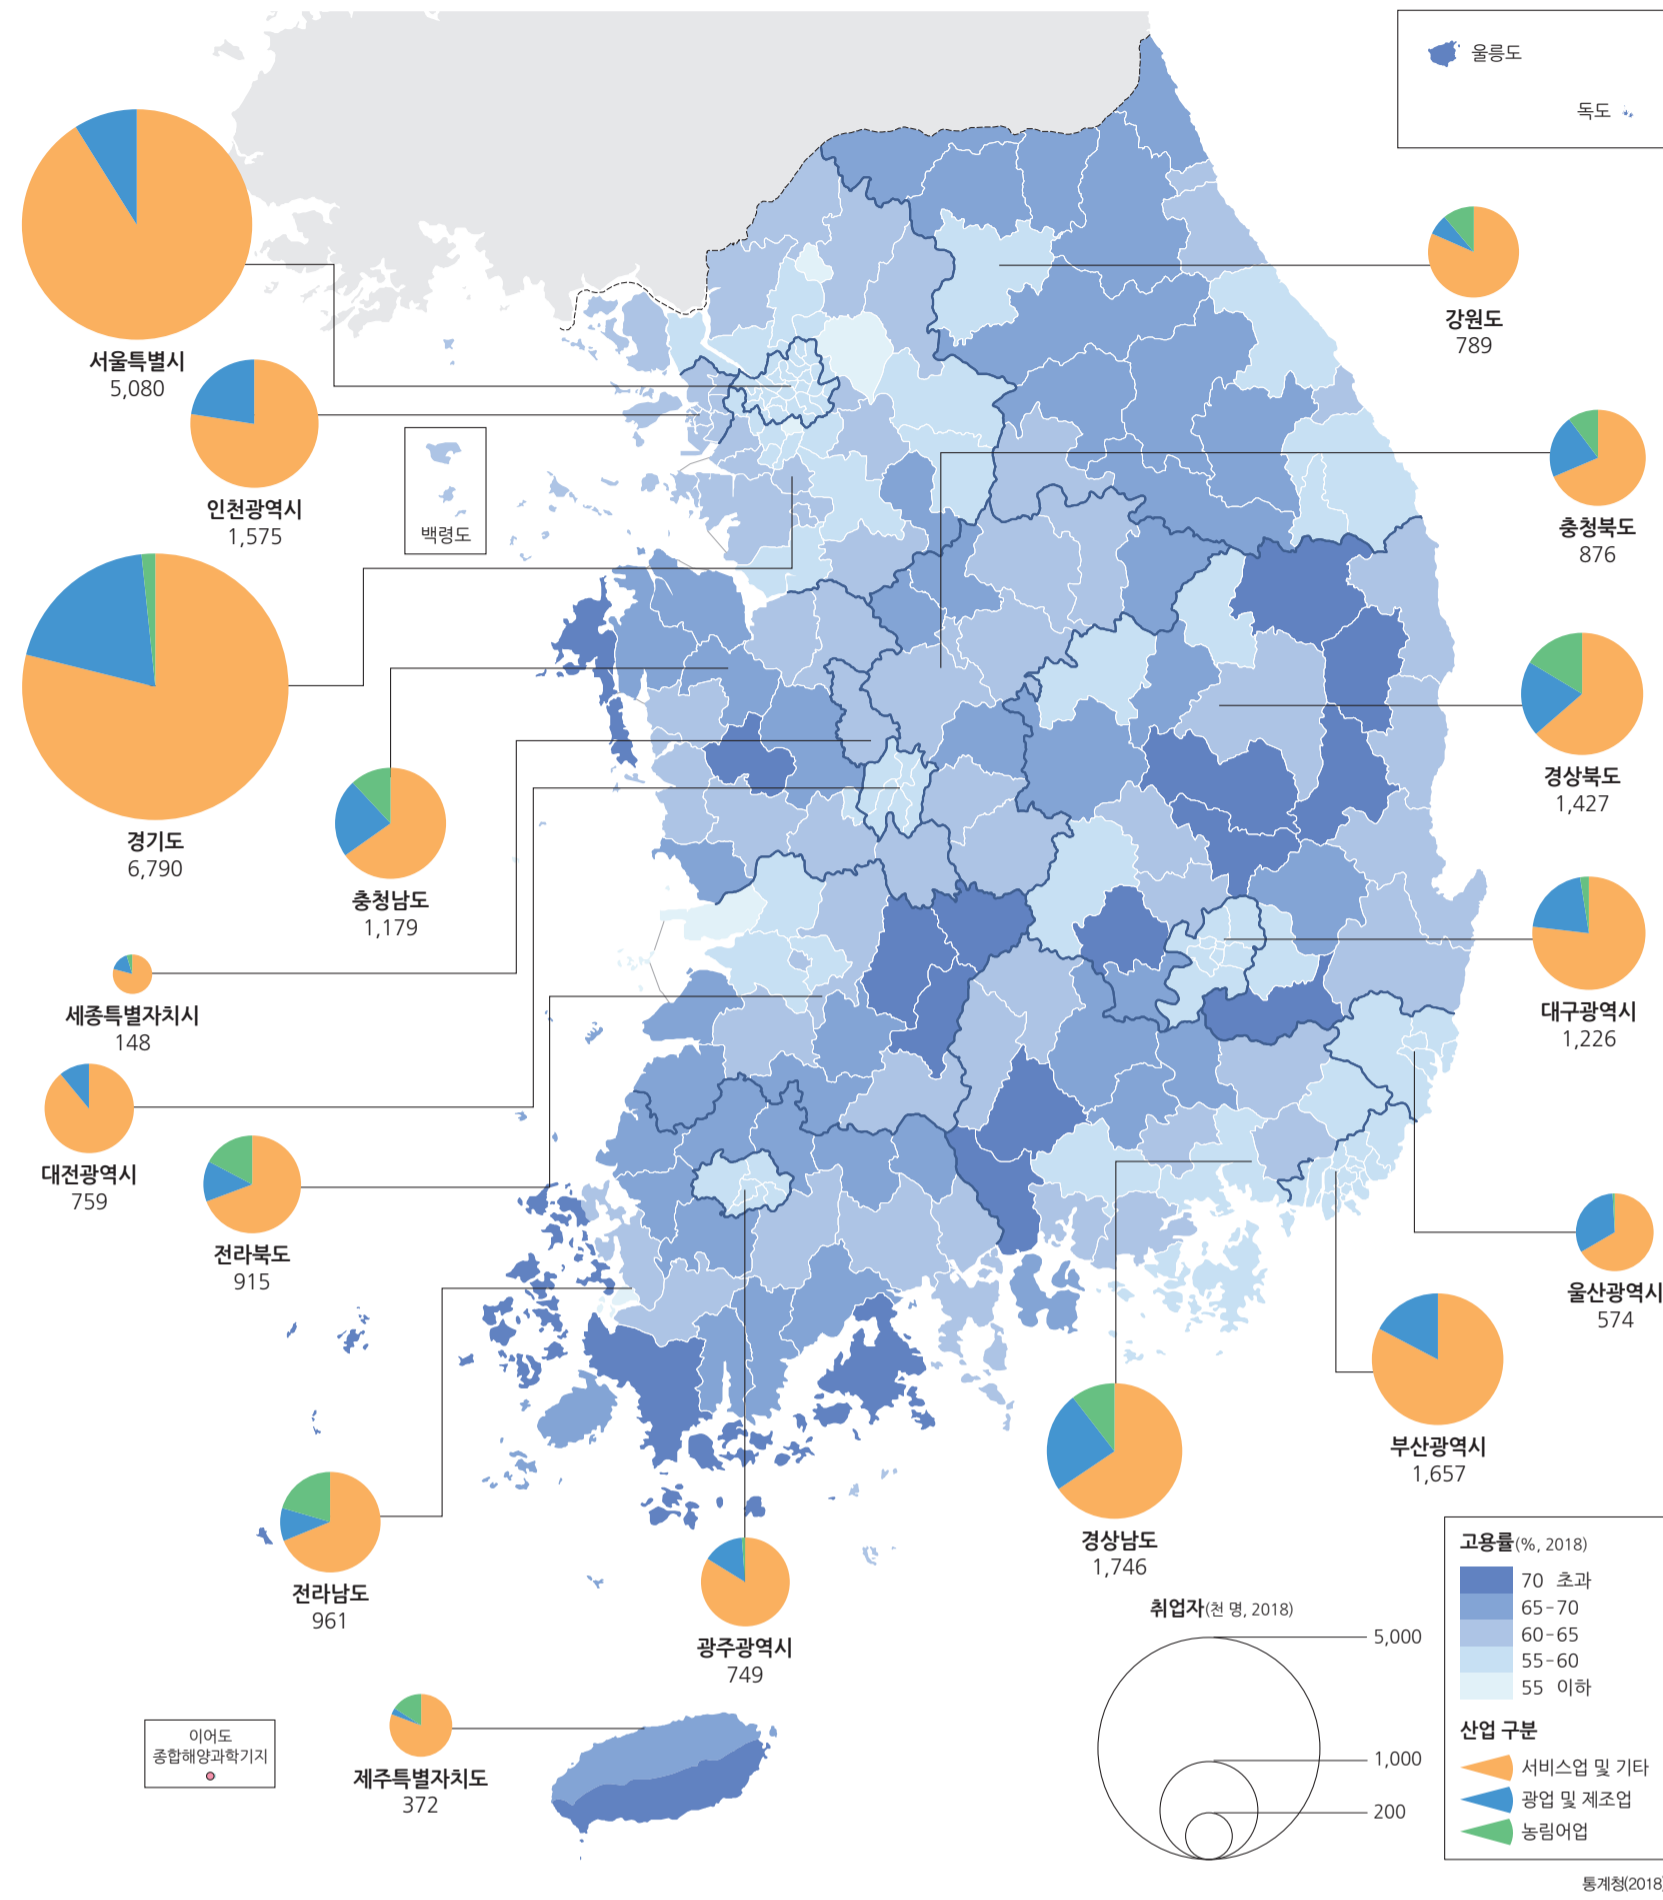 울릉도
독도
서울특별시
5,080
강원도
789
인천광역시
1,575
백령도
충청북도
876
경기도
6,790
충청남도
1,179
경상북도
1,427
세종특별자치시
148
대구광역시
1,226
대전광역시
759
전라북도
915
울산광역시
574
부산광역시
1,657
전라남도
961
광주광역시
749
경상남도
1,746
제주특별자치도
372
이어도
종합해양과학기지
취업자(천 명, 2018)
5,000
1,000
200
고용률(%, 2018)
70 초과
65-70
60-65
55-60
55 이하
산업 구분
서비스업 및 기타
광업 및 제조업
농림어업
통계청(2018)